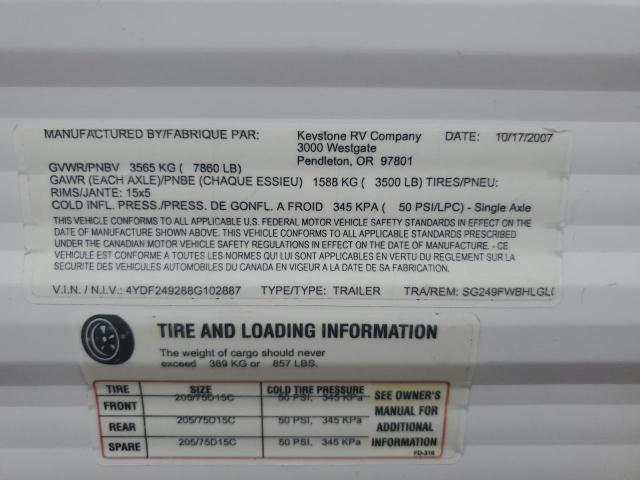 MANUFACTURED BY/FABRIQUE PAR: Keystone RV Company DATE: 10/17/2007
3000 Westgate
Pendleton, OR 97801
GVWR/PNBV 3565 KG ( 7860 LB)
GAWR (EACH AXLE)/PNBE (CHAQUE ESSIEU) 1588 KG ( 3500 LB) TIRES/PNEU:
RIMS/JANTE: 15x5
COLD INFL. PRESS./PRESS. DE GONFL. A FROID 345 KPA ( 50 PSI/LPC) - Single Axle
THIS VEHICLE CONFORMS TO ALL APPLICABLE U.S. FEDERAL MOTOR VEHICLE SAFETY STANDARDS IN EFFECT ON THE
DATE OF MANUFACTURE SHOWN ABOVE. THIS VEHICLE CONFORMS TO ALL APPLICABLE STANDARDS PRESCRIBED
UNDER THE CANADIAN MOTOR VEHICLE SAFETY REGULATIONS IN EFFECT ON THE DATE OF MANUFACTURE. - CE
VEHICULE EST CONFORME A TOUTES LES NORMES QUI LUI SONT APPLICABLES EN VERTU DU REGLEMENT SUR LA
SECURITE DES VEHICULES AUTOMOBILES DU CANADA EN VIGEUR A LA DATE DE SA FABRICATION.
V.I.N. / N.I.V.: 4YDF249288G102887 TYPE/TYPE: TRAILER TRA/REM: SG249FWBHLGL(
TIRE AND LOADING INFORMATION
The weight of cargo should never
exceed 389 KG or 857 LBS.
TIRE SIZE COLD TIRE PRESSURE
FRONT 205/75D15C 50 PSI, 345 KPa
REAR 205/75D15C 50 PSI, 345 KPa
SPARE 205/75D15C 50 PSI, 345 KPa
SEE OWNER'S
MANUAL FOR
ADDITIONAL
INFORMATION
FD-316